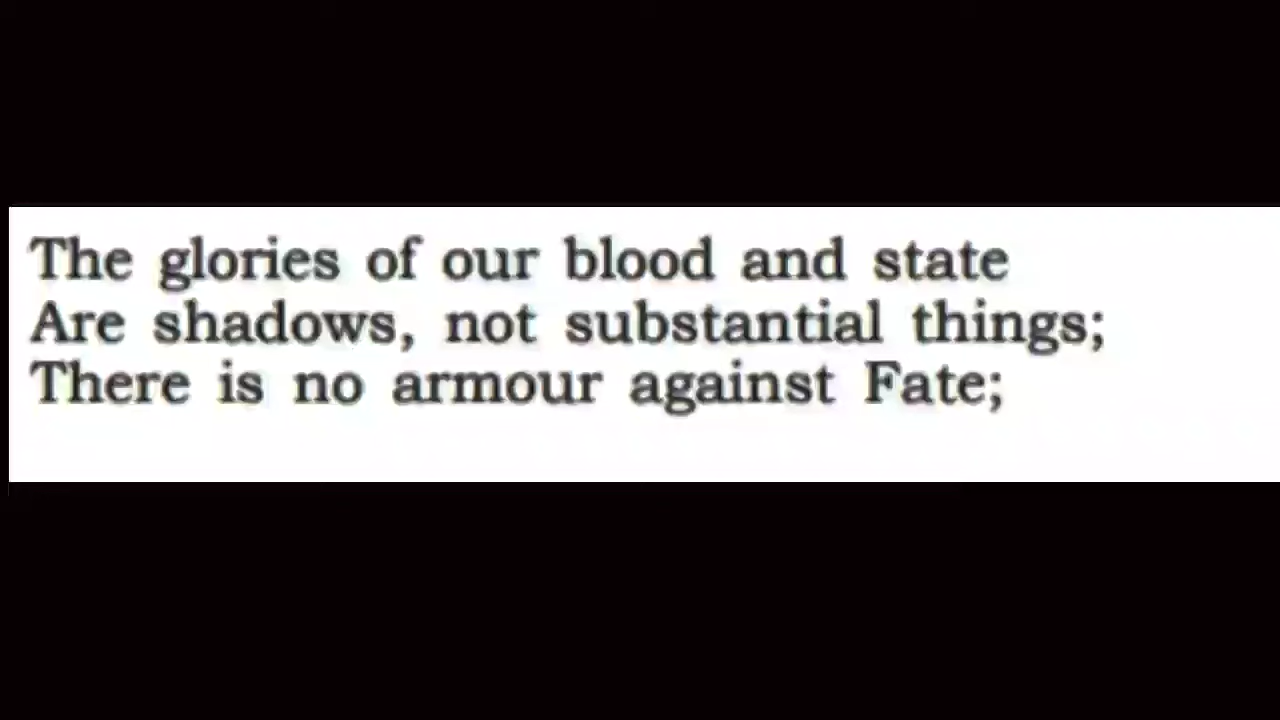 The glories of our blood and state
Are shadows, not substantial things;
There is no armour against Fate;